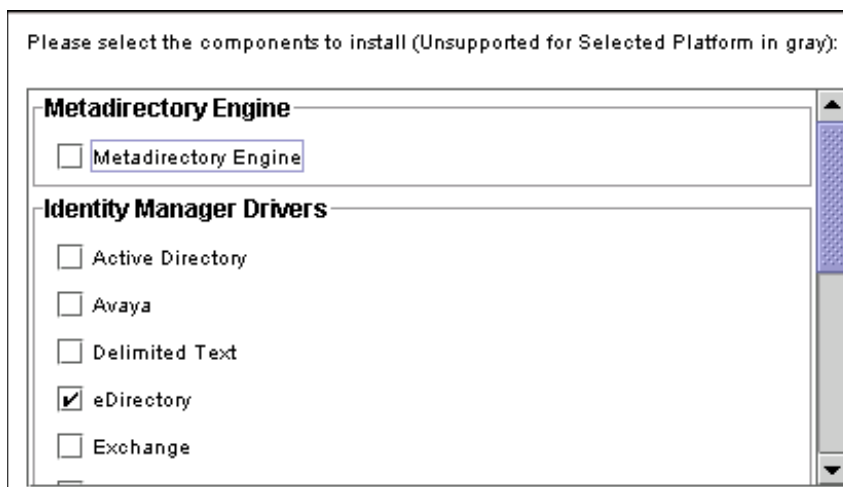 Please select the components to install (Unsupported for Selected Platform in gray):
Metadirectory Engine
Metadirectory Engine
Identity Manager Drivers
Active Directory
Avaya
Delimited Text
eDirectory
Exchange